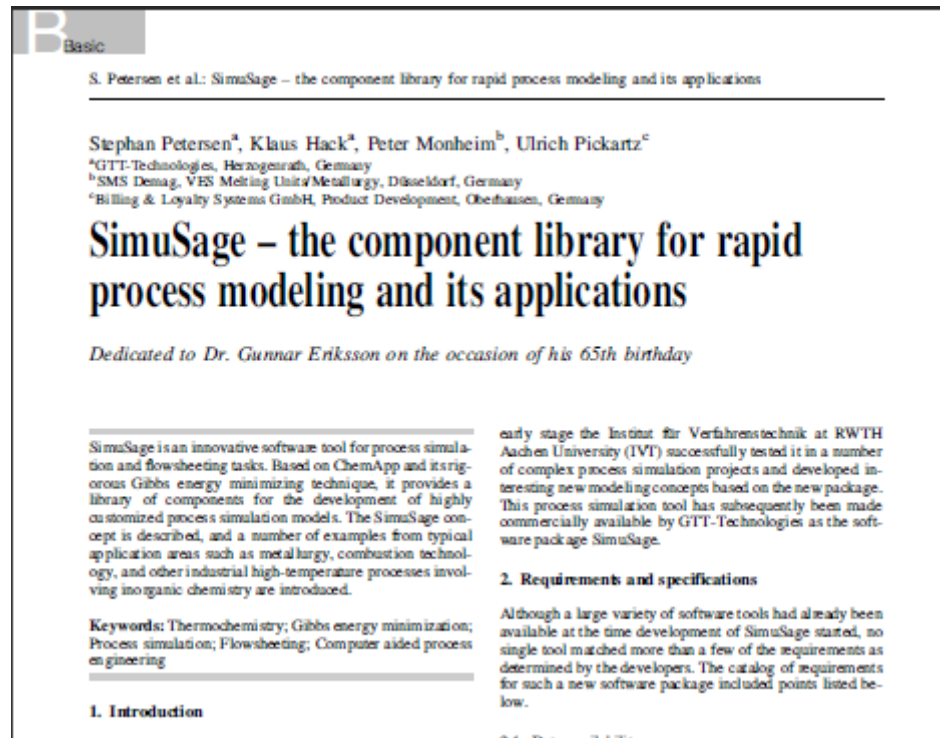 B Basic
S. Petersen et al.: SimuSage – the component library for rapid process modeling and its applications
Stephan Petersenᵃ, Klaus Hackᵃ, Peter Monheimᵇ, Ulrich Pickartzᶜ
ᵃGTT-Technologies, Herzogenrath, Germany
ᵇSMS Demag, VES Melting Units/Metallurgy, Düsseldorf, Germany
ᶜBilling & Loyalty Systems GmbH, Product Development, Oberhausen, Germany
SimuSage – the component library for rapid
process modeling and its applications
Dedicated to Dr. Gunnar Eriksson on the occasion of his 65th birthday
SimuSage is an innovative software tool for process simula-
tion and flowsheeting tasks. Based on ChemApp and its rig-
orous Gibbs energy minimizing technique, it provides a
library of components for the development of highly
customized process simulation models. The SimuSage con-
cept is described, and a number of examples from typical
application areas such as metallurgy, combustion technol-
ogy, and other industrial high-temperature processes invol-
ving inorganic chemistry are introduced.
Keywords: Thermochemistry; Gibbs energy minimization;
Process simulation; Flowsheeting; Computer aided process
engineering
1. Introduction
early stage the Institut für Verfahrenstechnik at RWTH
Aachen University (IVT) successfully tested it in a number
of complex process simulation projects and developed in-
teresting new modeling concepts based on the new package.
This process simulation tool has subsequently been made
commercially available by GTT-Technologies as the soft-
ware package SimuSage.
2. Requirements and specifications
Although a large variety of software tools had already been
available at the time development of SimuSage started, no
single tool matched more than a few of the requirements as
determined by the developers. The catalog of requirements
for such a new software package included points listed be-
low.